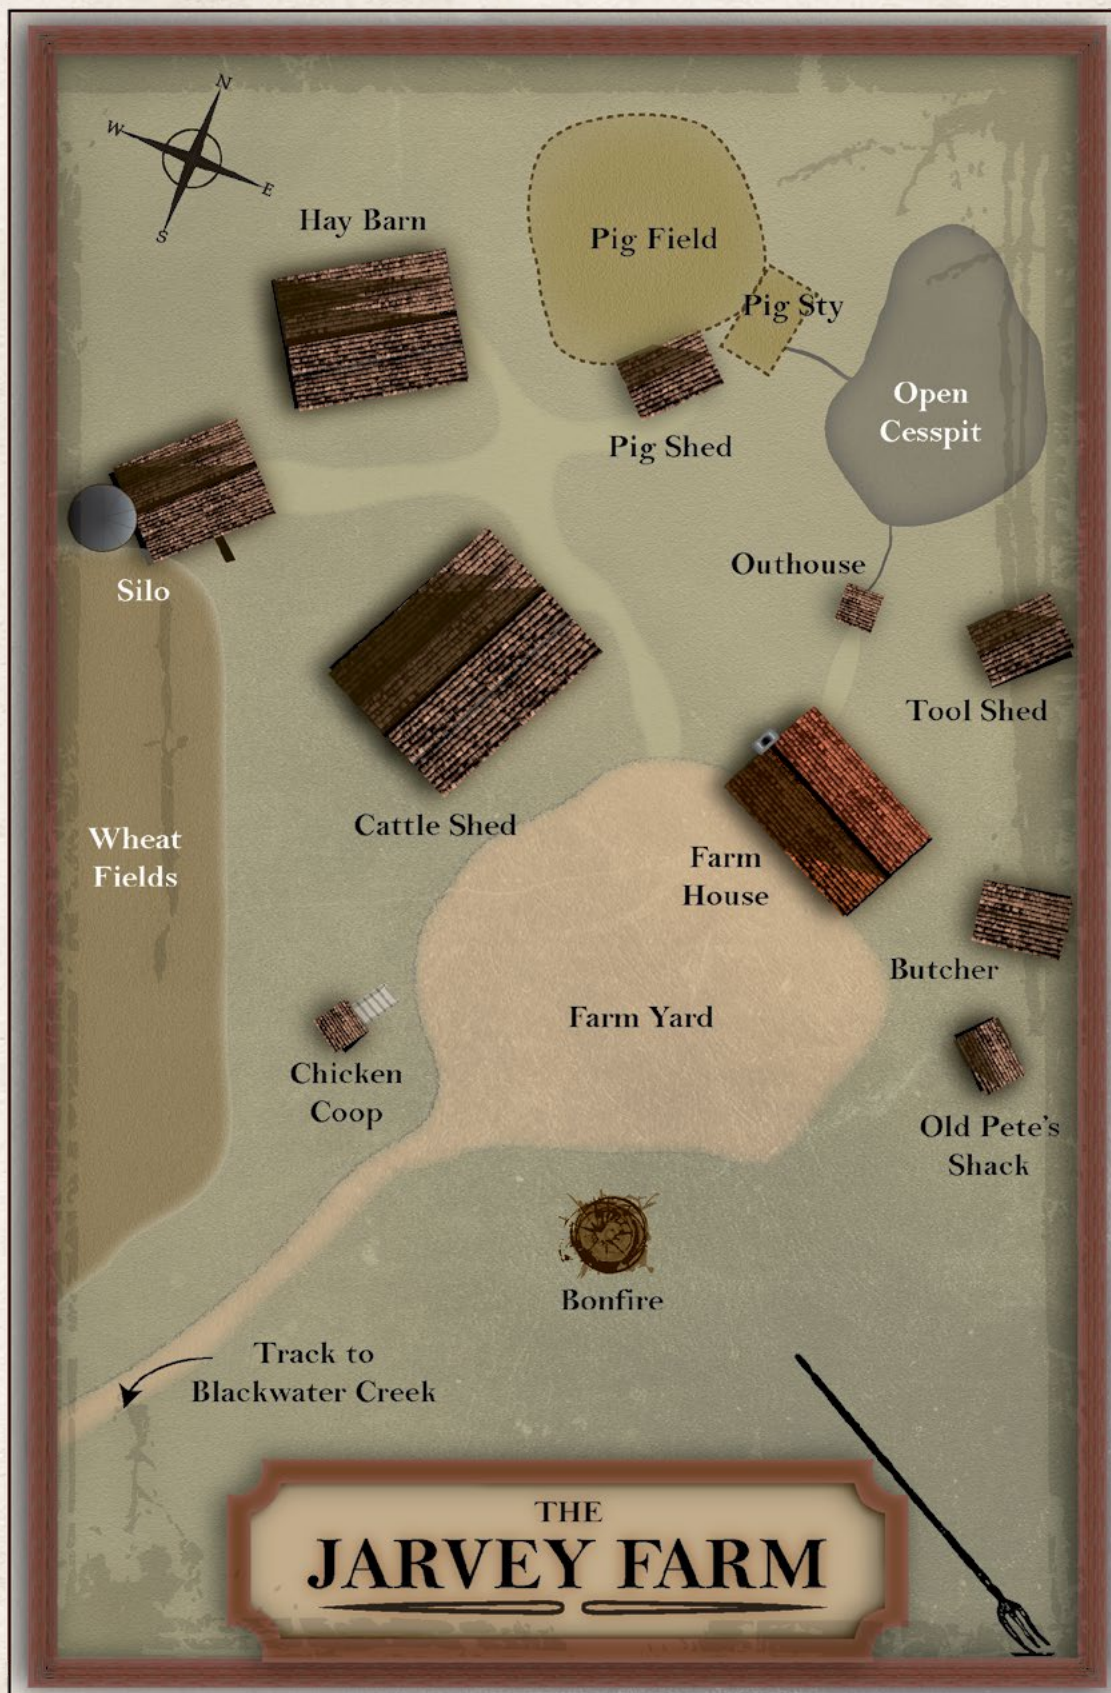 N
W
E
S
Hay Barn
Pig Field
Pig Sty
Open
Cesspit
Pig Shed
Outhouse
Silo
Tool Shed
Cattle Shed
Wheat
Fields
Farm
House
Butcher
Farm Yard
Chicken
Coop
Old Pete's
Shack
Bonfire
Track to
Blackwater Creek
THE
JARVEY FARM